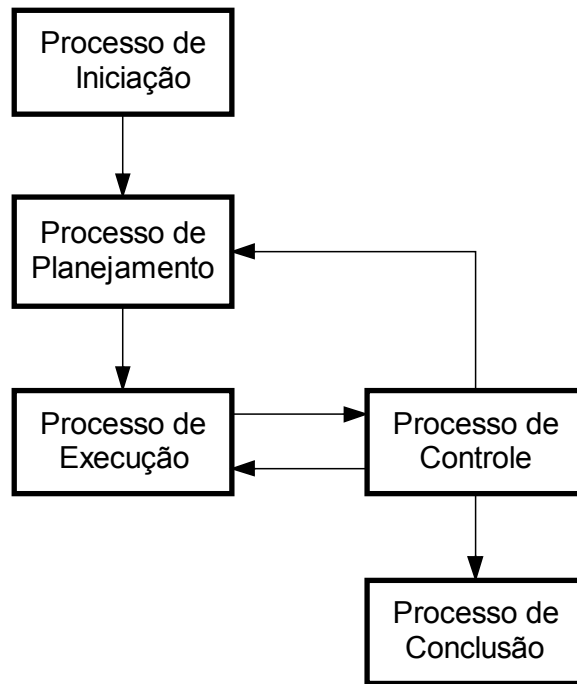 Processo de
Iniciação
Processo de
Planejamento
Processo de
Execução
Processo de
Controle
Processo de
Conclusão